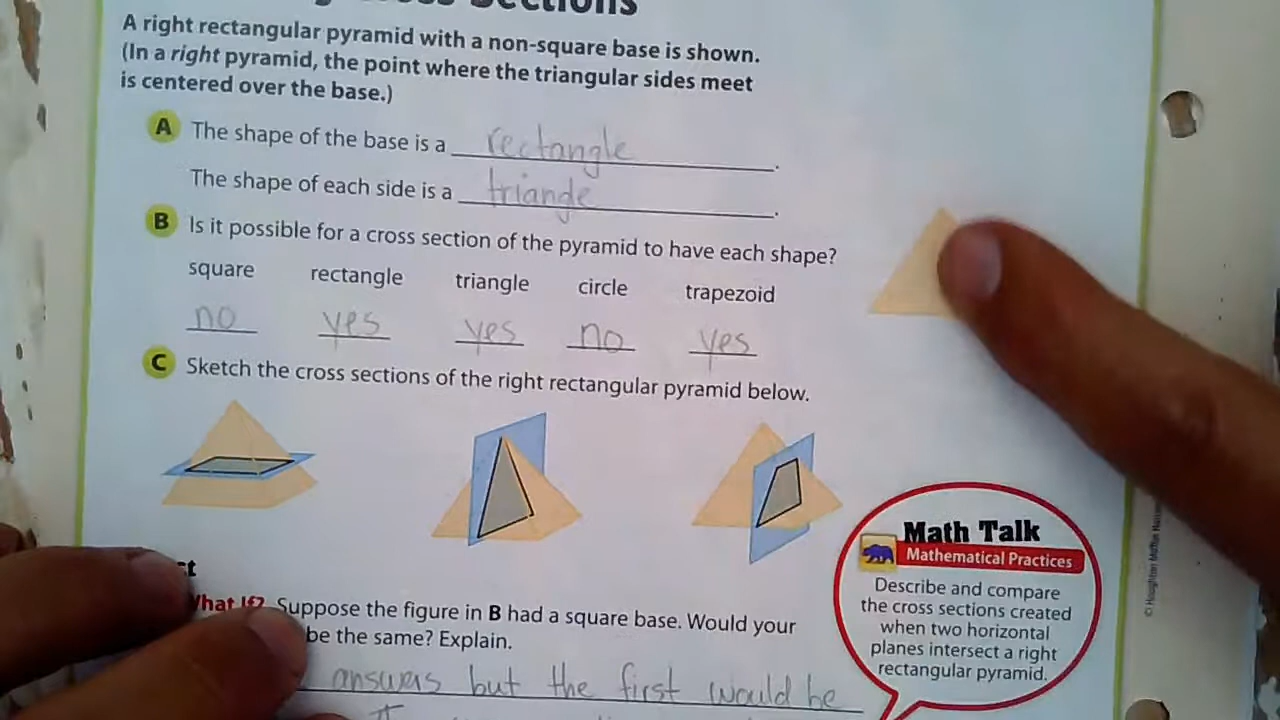 Sections
A right rectangular pyramid with a non-square base is shown.
(In a right pyramid, the point where the triangular sides meet
is centered over the base.)
A The shape of the base is a rectangle.
The shape of each side is a triange.
B Is it possible for a cross section of the pyramid to have each shape?
square rectangle triangle circle trapezoid
no yes yes no yes
C Sketch the cross sections of the right rectangular pyramid below.
What If? Suppose the figure in B had a square base. Would your
be the same? Explain.
answers but the first would be
Math Talk
Mathematical Practices
Describe and compare
the cross sections created
when two horizontal
planes intersect a right
rectangular pyramid.
© Houghton Mifflin